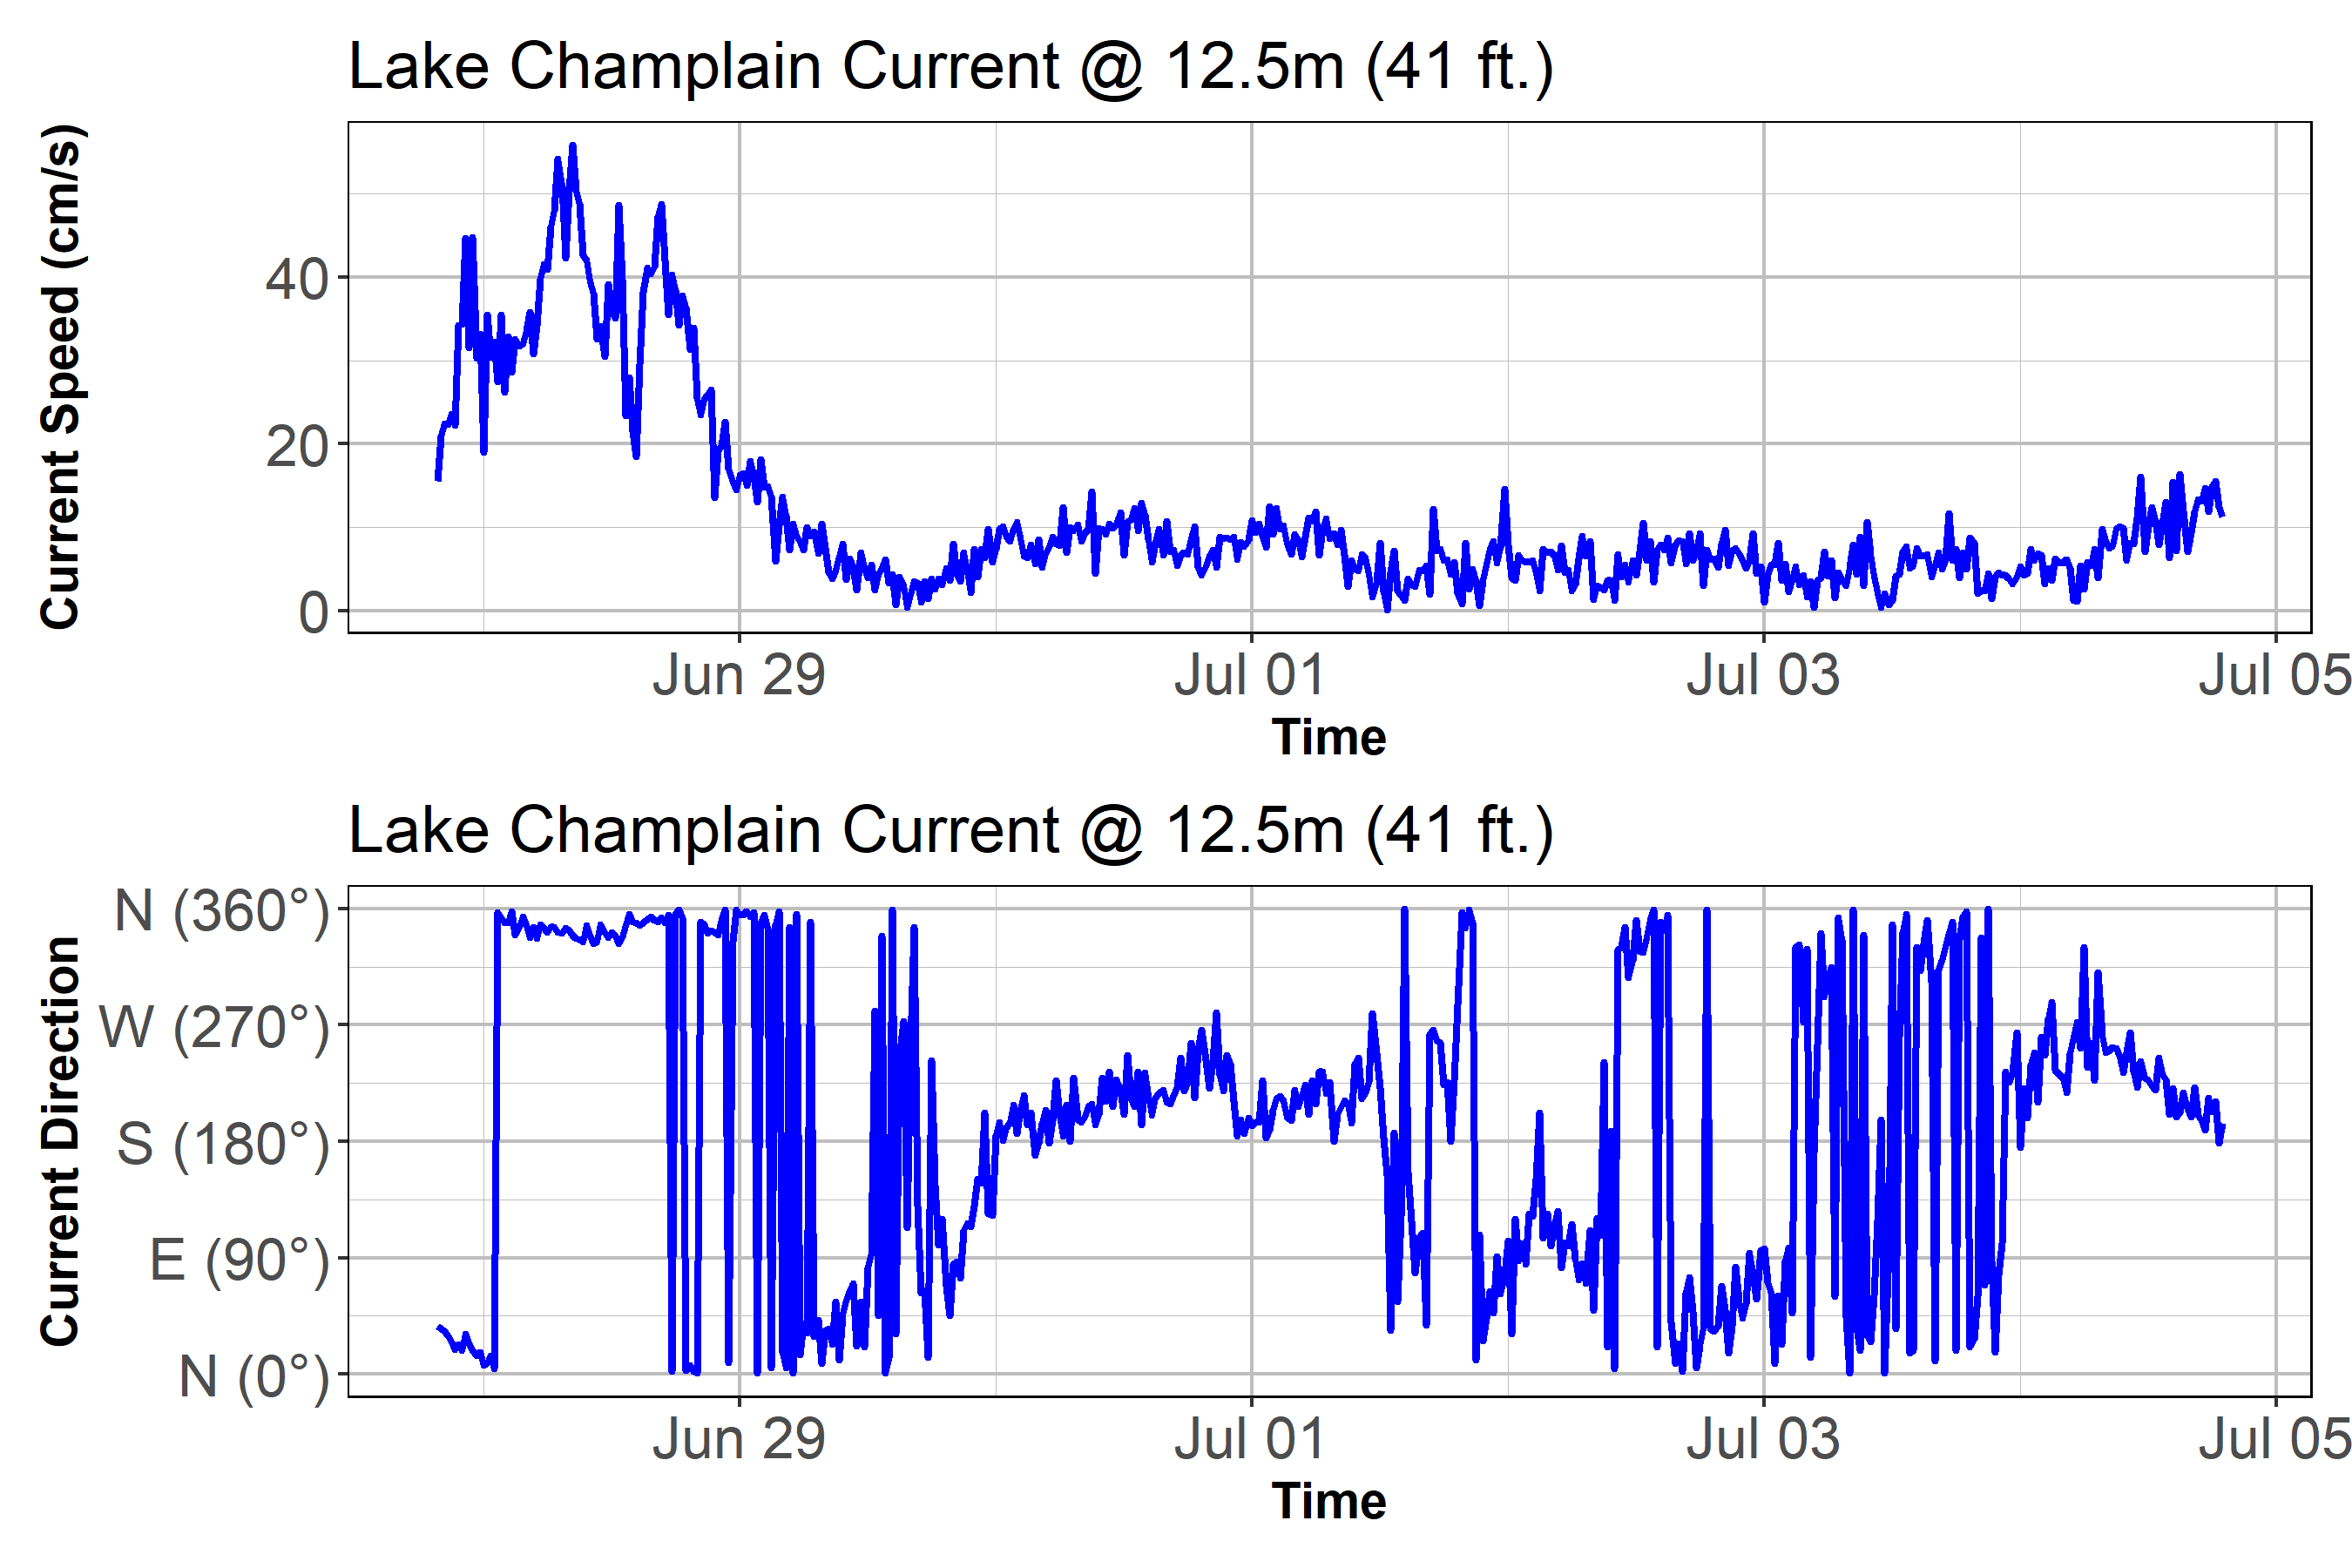 Lake Champlain Current @ 12.5m (41 ft.)
Current Speed (cm/s)
40
20
0
Jun 29
Jul 01
Jul 03
Jul 05
Time
Lake Champlain Current @ 12.5m (41 ft.)
Current Direction
N (360°)
W (270°)
S (180°)
E (90°)
N (0°)
Jun 29
Jul 01
Jul 03
Jul 05
Time